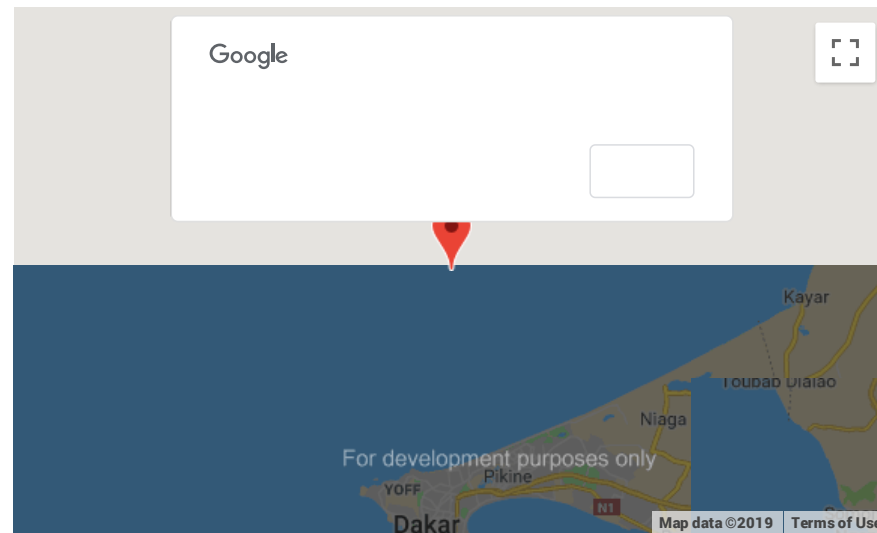 Google
Kayar
Toubab Dialao
Niaga
For development purposes only
Pikine
YOFF
N1
Dakar
Map data ©2019
Terms of Use